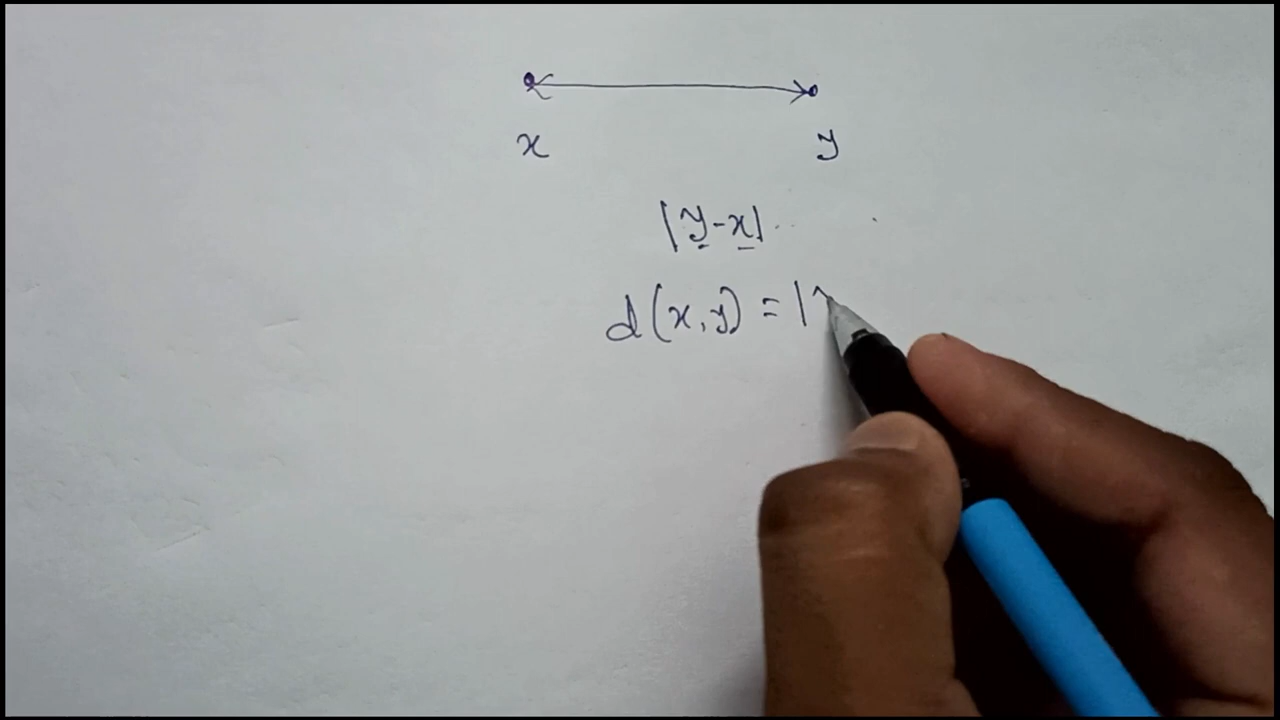 x y
|y-x|
d(x,y) = |